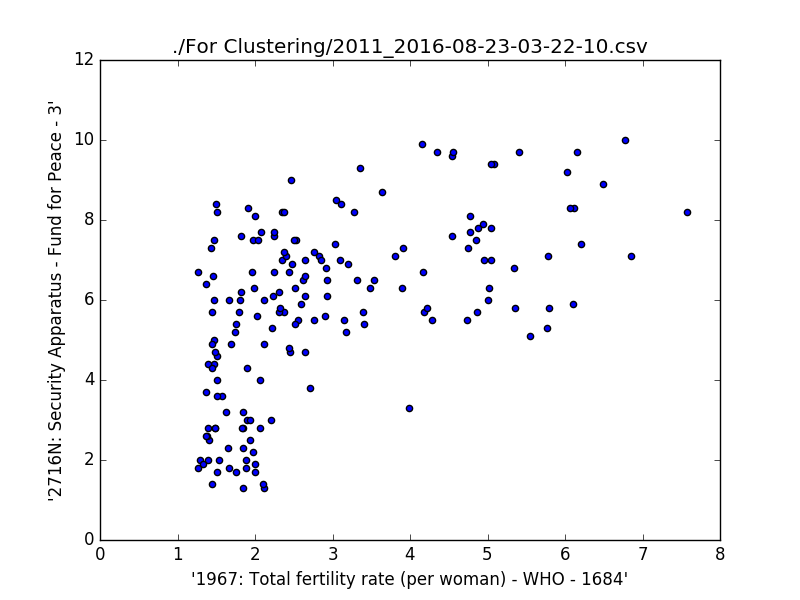 ./For Clustering/2011_2016-08-23-03-22-10.csv
12
10
8
6
4
2
0
'2716N: Security Apparatus - Fund for Peace - 3'
0 1 2 3 4 5 6 7 8
'1967: Total fertility rate (per woman) - WHO - 1684'